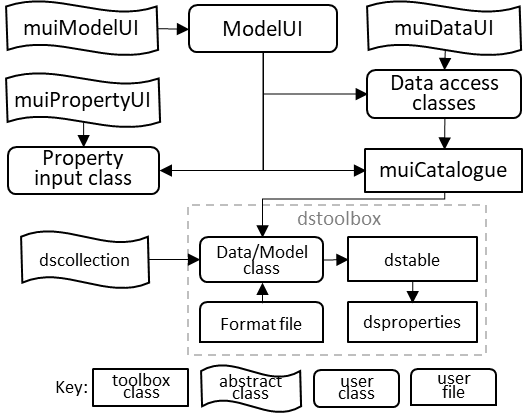 muiModelUI
ModelUI
muiDataUI
muiPropertyUI
Data access
classes
Property
input class
muiCatalogue
dstoolbox
dscollection
Data/Model
class
dstable
Format file
dsproperties
Key:
toolbox
class
abstract
class
user
class
user
file